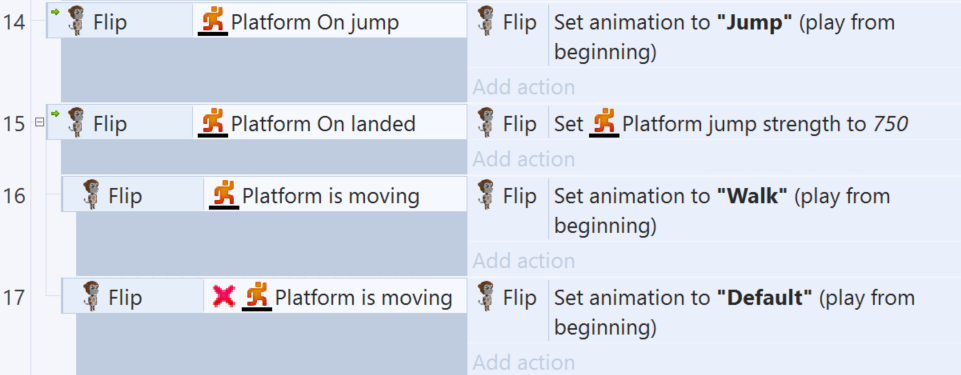 14 Flip Platform On jump Flip Set animation to "Jump" (play from
beginning)
Add action
15 Flip Platform On landed Flip Set Platform jump strength to 750
Add action
16 Flip Platform is moving Flip Set animation to "Walk" (play from
beginning)
Add action
17 Flip Platform is moving Flip Set animation to "Default" (play from
beginning)
Add action